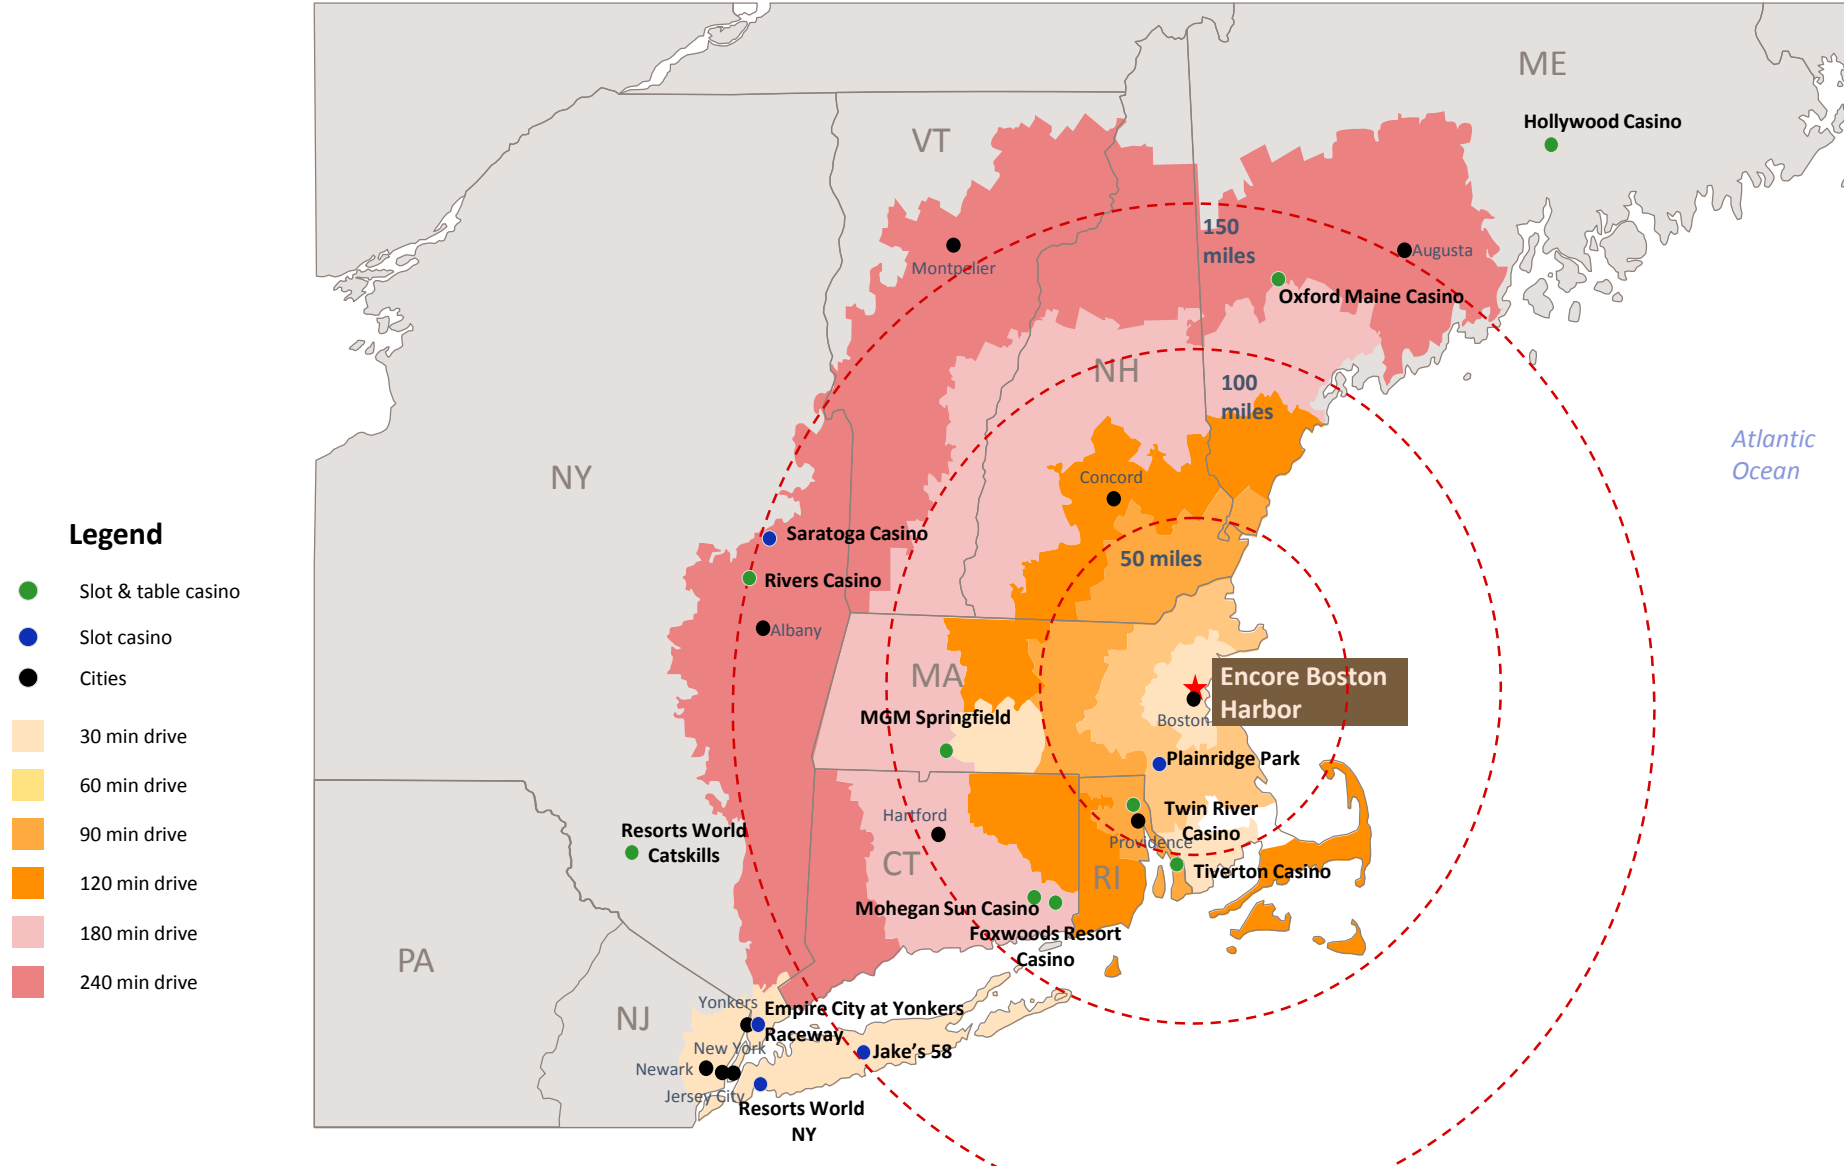 ME
Hollywood Casino
VT
150
miles
Augusta
Montpelier
Oxford Maine Casino
NH
100
miles
Atlantic
Ocean
NY
Concord
Legend
Slot & table casino
Slot casino
Cities
30 min drive
60 min drive
90 min drive
120 min drive
180 min drive
240 min drive
Saratoga Casino
50 miles
Rivers Casino
Albany
MA
Encore Boston
Harbor
Boston
MGM Springfield
Plainridge Park
Hartford
Twin River
Casino
Providence
Resorts World
Catskills
CT
RI
Tiverton Casino
Mohegan Sun Casino
Foxwoods Resort
Casino
PA
NJ
Yonkers
Empire City at Yonkers
Raceway
New York
Jake’s 58
Newark
Jersey City
Resorts World
NY